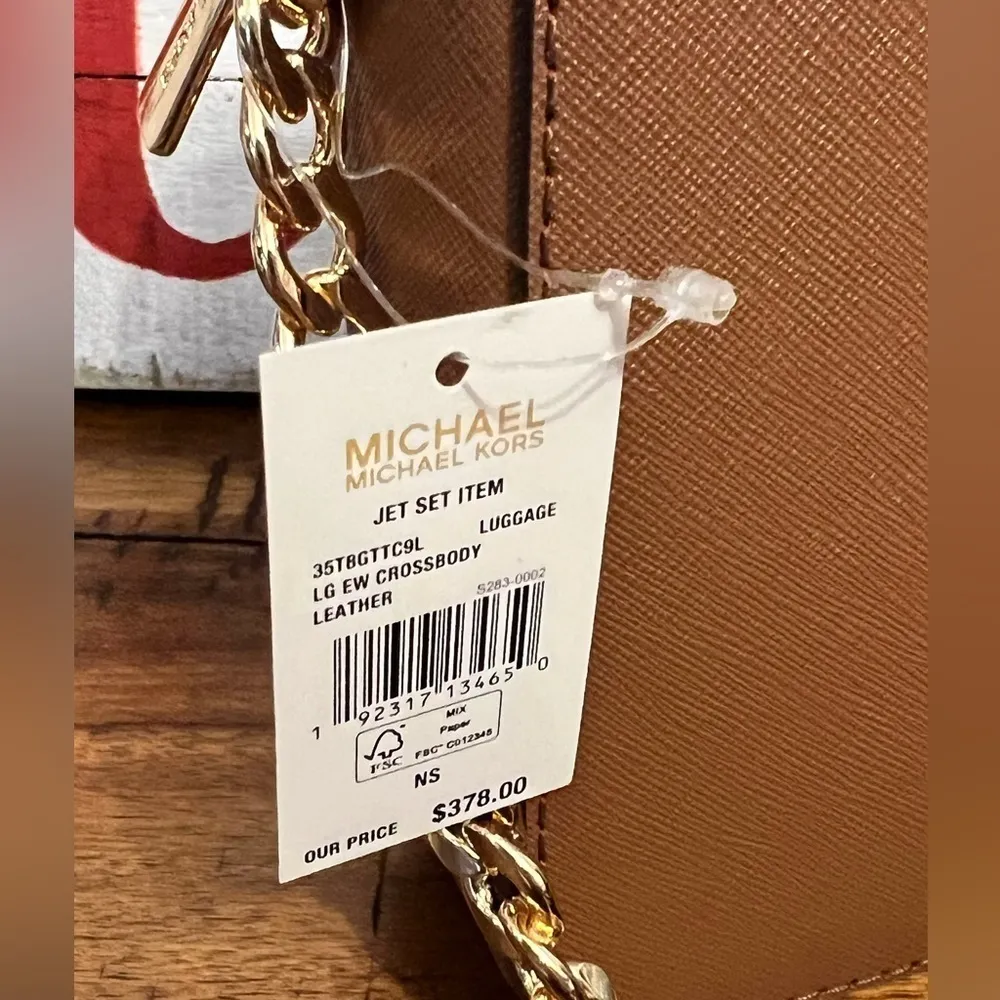 MICHAEL
MICHAEL KORS
JET SET ITEM
35T8GTTC9L LUGGAGE
LG EW CROSSBODY
LEATHER S283-0002
1 92317 13465 0
FSC
MIX
Paper
FSC™ C012345
NS
OUR PRICE $378.00